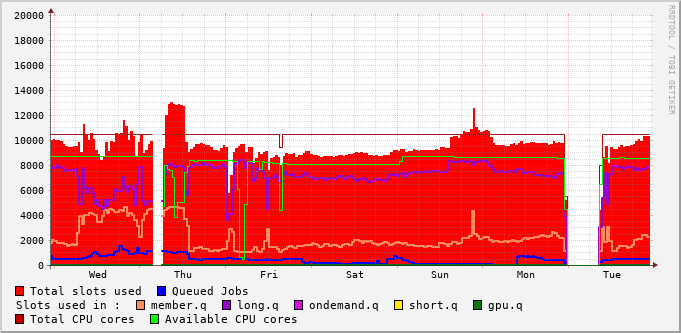 RRDTOOL / TOBI OETIKER
20000
18000
16000
14000
12000
10000
8000
6000
4000
2000
0
Wed Thu Fri Sat Sun Mon Tue
Total slots used Queued Jobs
Slots used in : member.q long.q ondemand.q short.q gpu.q
Total CPU cores Available CPU cores